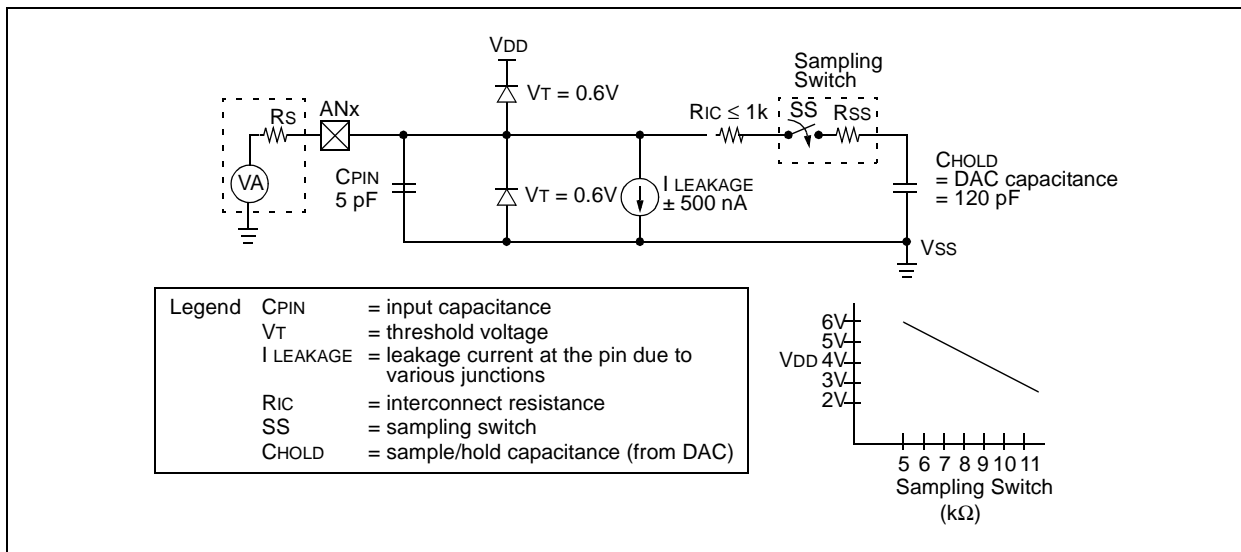 VDD
VT = 0.6V
Sampling
Switch
RS
ANx
RIC ≤ 1k
SS
RSS
VA
CPIN
5 pF
VT = 0.6V
I LEAKAGE
± 500 nA
CHOLD
= DAC capacitance
= 120 pF
VSS
Legend CPIN = input capacitance
VT = threshold voltage
I LEAKAGE = leakage current at the pin due to
various junctions
RIC = interconnect resistance
SS = sampling switch
CHOLD = sample/hold capacitance (from DAC)
6V
5V
VDD 4V
3V
2V
5 6 7 8 9 10 11
Sampling Switch
(kΩ)